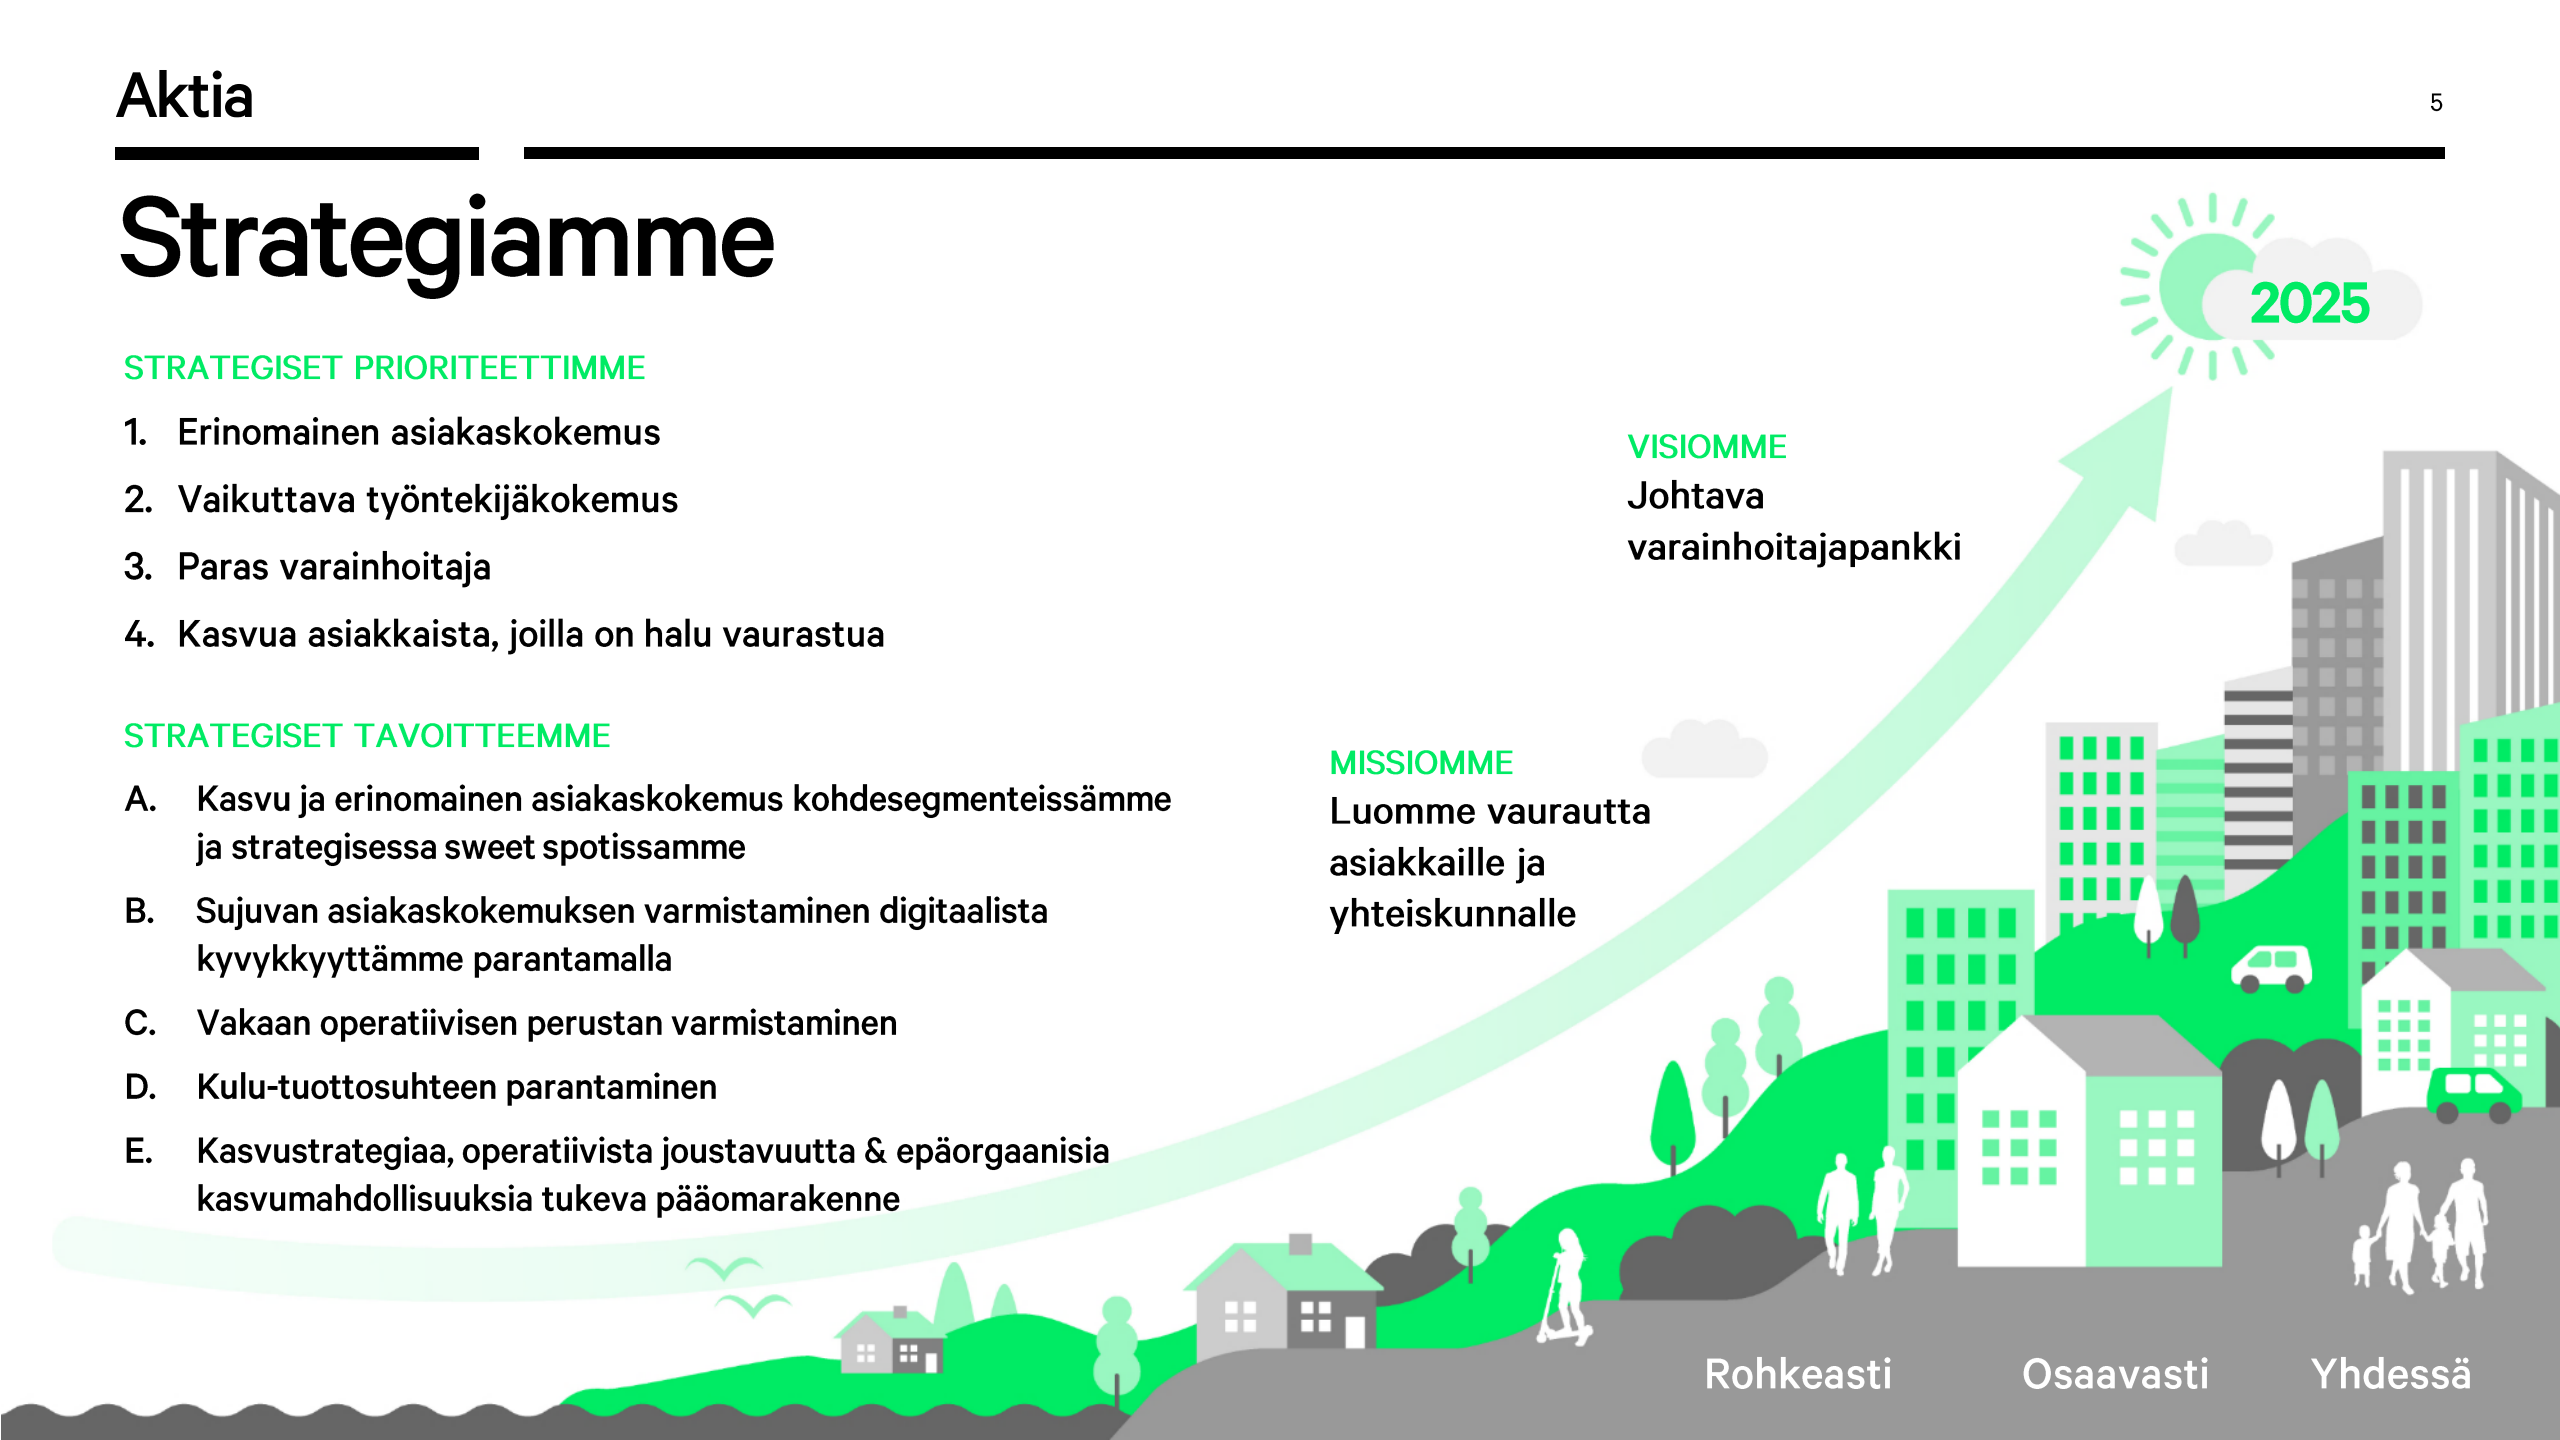 Aktia
5
Strategiamme
2025
STRATEGISET PRIORITEETTIMME
1. Erinomainen asiakaskokemus
2. Vaikuttava työntekijäkokemus
3. Paras varainhoitaja
4. Kasvua asiakkaista, joilla on halu vaurastua
STRATEGISET TAVOITTEEMME
A. Kasvu ja erinomainen asiakaskokemus kohdesegmenteissämme
ja strategisessa sweet spotissamme
B. Sujuvan asiakaskokemuksen varmistaminen digitaalista
kyvykkyyttämme parantamalla
C. Vakaan operatiivisen perustan varmistaminen
D. Kulu-tuottosuhteen parantaminen
E. Kasvustrategiaa, operatiivista joustavuutta & epäorgaanisia
kasvumahdollisuuksia tukeva pääomarakenne
VISIOMME
Johtava
varainhoitajapankki
MISSIOMME
Luomme vaurautta
asiakkaille ja
yhteiskunnalle
Rohkeasti Osaavasti Yhdessä